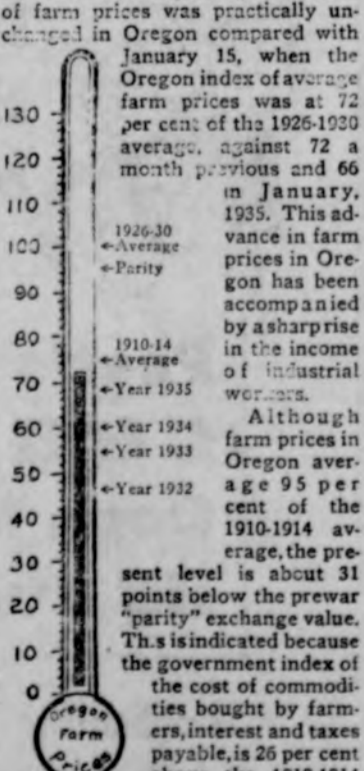 of farm prices was practically un-
changed in Oregon compared with
January 15, when the
Oregon index of average
farm prices was at 72
per cent of the 1926-1930
average, against 72 a
month previous and 66
in January,
1935. This ad-
vance in farm
prices in Ore-
gon has been
accompanied
by a sharp rise
in the income
of industrial
workers.
Although
farm prices in
Oregon aver-
age 95 per
cent of the
1910-1914 av-
erage, the pre-
sent level is about 31
points below the prewar
"parity" exchange value.
Th.s is indicated because
the government index of
the cost of commodi-
ties bought by farm-
ers, interest and taxes
payable, is 26 per cent
1910-1914
130
120
110
100
90
80
70
60
50
40
30
20
10
0
1926-30
Average
Parity
1910-14
Average
Year 1935
Year 1934
Year 1933
Year 1932
Oregon
Farm
Prices